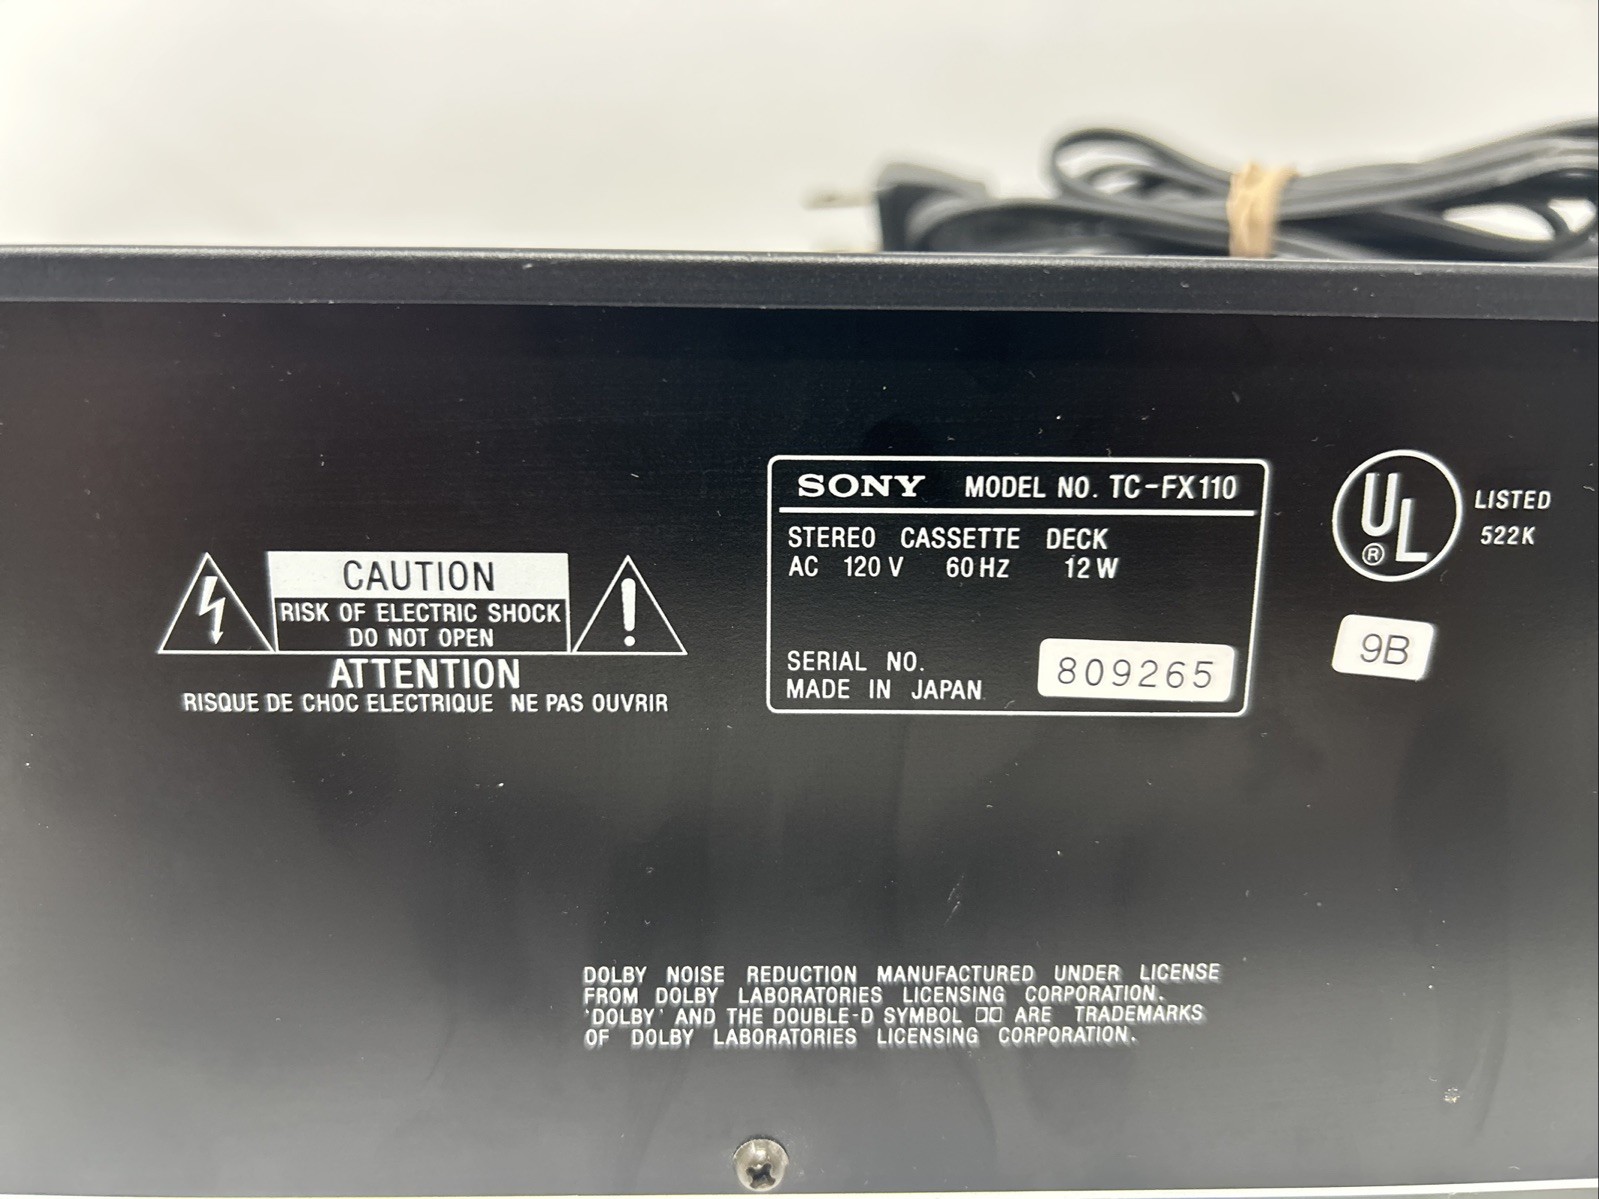 CAUTION
RISK OF ELECTRIC SHOCK
DO NOT OPEN
ATTENTION
RISQUE DE CHOC ELECTRIQUE NE PAS OUVRIR
SONY MODEL NO. TC-FX110
STEREO CASSETTE DECK
AC 120 V 60 HZ 12 W
SERIAL NO.
MADE IN JAPAN
809265
UL ®
LISTED
522K
9B
DOLBY NOISE REDUCTION MANUFACTURED UNDER LICENSE
FROM DOLBY LABORATORIES LICENSING CORPORATION.
'DOLBY' AND THE DOUBLE-D SYMBOL ARE TRADEMARKS
OF DOLBY LABORATORIES LICENSING CORPORATION.